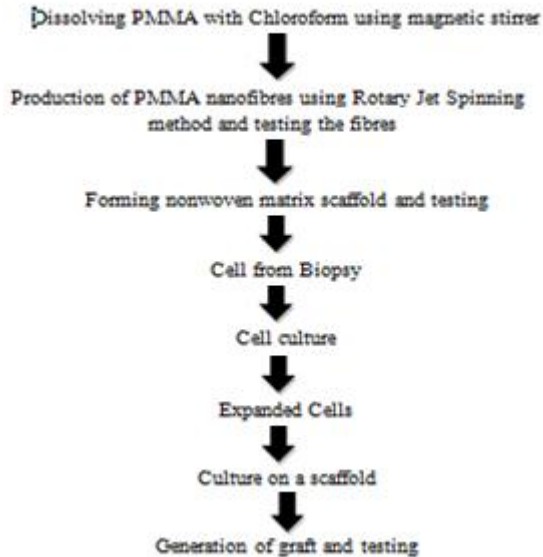 Dissolving PMMA with Chloroform using magnetic stirrer
Production of PMMA nanofibres using Rotary Jet Spinning
method and testing the fibres
Forming nonwoven matrix scaffold and testing
Cell from Biopsy
Cell culture
Expanded Cells
Culture on a scaffold
Generation of graft and testing